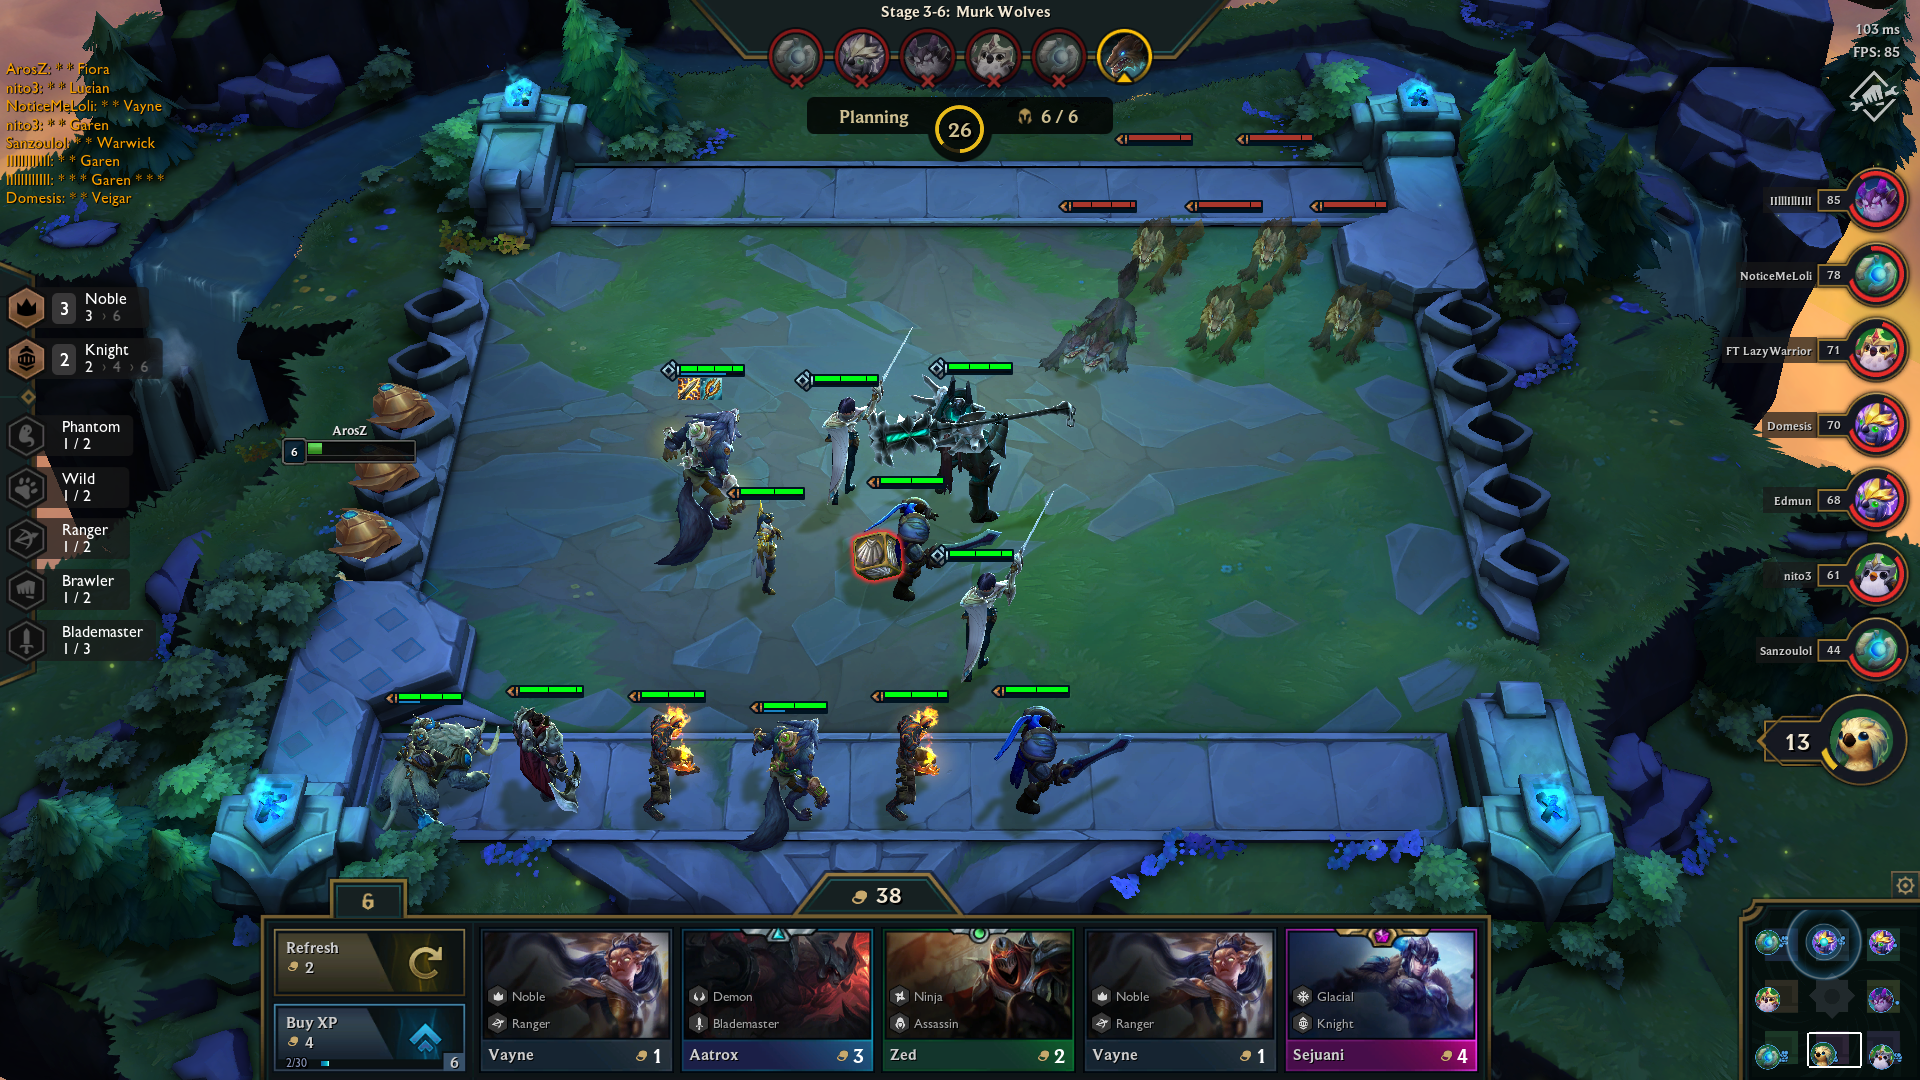 Stage 3-6: Murk Wolves
103 ms
FPS: 85
Planning
26
6 / 6
ArosZ: * * Fiora
nito3: * * Lucian
NoticeMeLoli: * * Vayne
nito3: * * Garen
Sanzoulol: * * Warwick
IIIIIIIIIIII: * * Garen
IIIIIIIIIIII: * * * Garen * * *
Domesis: * * Veigar
3
Noble
3 › 6
2
Knight
2 › 4 › 6
Phantom
1 / 2
Wild
1 / 2
Ranger
1 / 2
Brawler
1 / 2
Blademaster
1 / 3
ArosZ
6
IIIIIIIIIIII 85
NoticeMeLoli 78
FT LazyWarrior 71
Domesis 70
Edmun 68
nito3 61
Sanzoulol 44
13
6
38
Refresh
2
Buy XP
4
2/30
6
Noble
Ranger
Vayne 1
Demon
Blademaster
Aatrox 3
Ninja
Assassin
Zed 2
Noble
Ranger
Vayne 1
Glacial
Knight
Sejuani 4